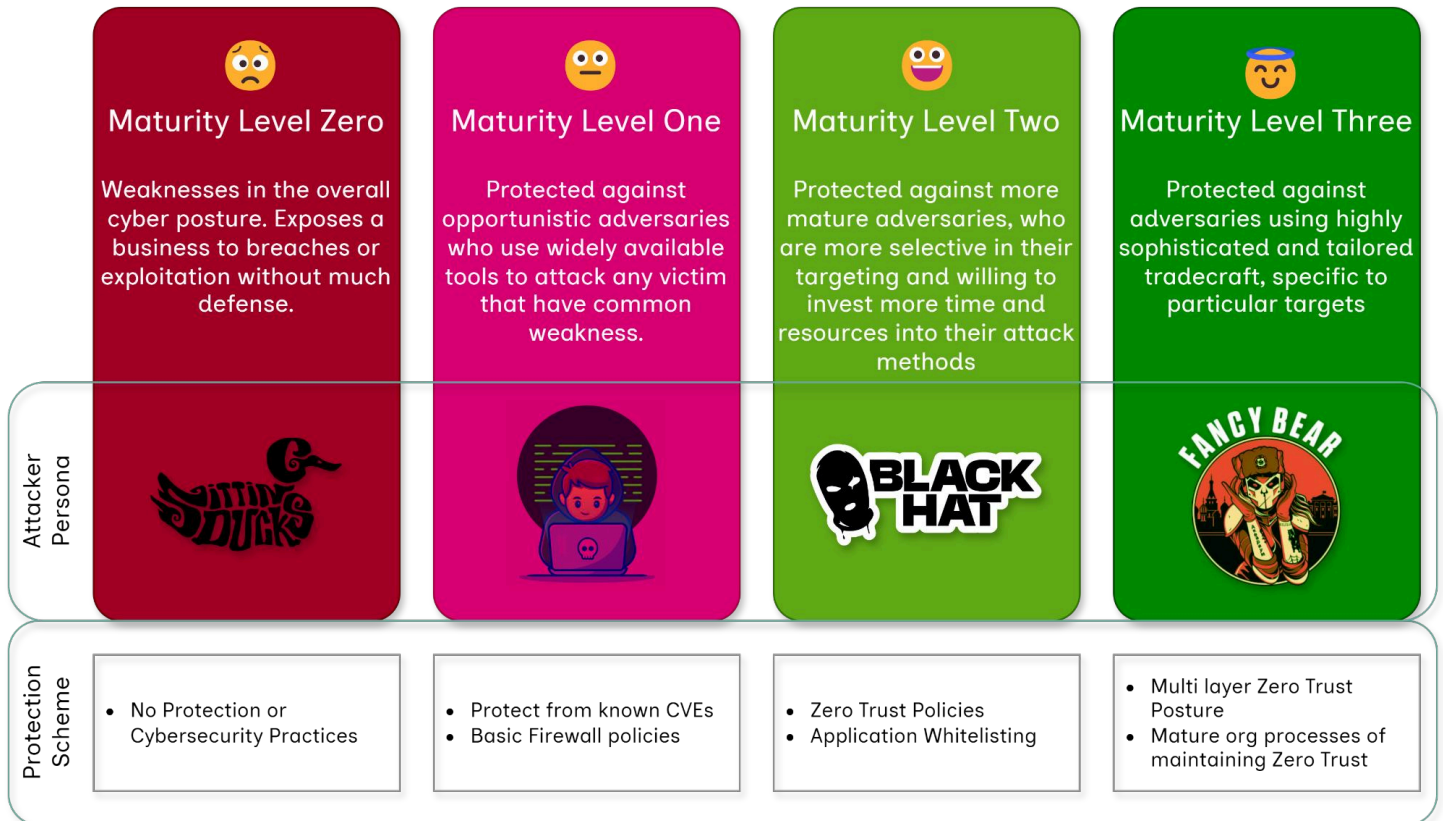 Maturity Level Zero
Weaknesses in the overall
cyber posture. Exposes a
business to breaches or
exploitation without much
defense.
Maturity Level One
Protected against
opportunistic adversaries
who use widely available
tools to attack any victim
that have common
weakness.
Maturity Level Two
Protected against more
mature adversaries, who
are more selective in their
targeting and willing to
invest more time and
resources into their attack
methods
Maturity Level Three
Protected against
adversaries using highly
sophisticated and tailored
tradecraft, specific to
particular targets
Attacker
Persona
SITTING
DUCKS
BLACK
HAT
FANCY BEAR
Protection
Scheme
• No Protection or
Cybersecurity Practices
• Protect from known CVEs
• Basic Firewall policies
• Zero Trust Policies
• Application Whitelisting
• Multi layer Zero Trust
Posture
• Mature org processes of
maintaining Zero Trust